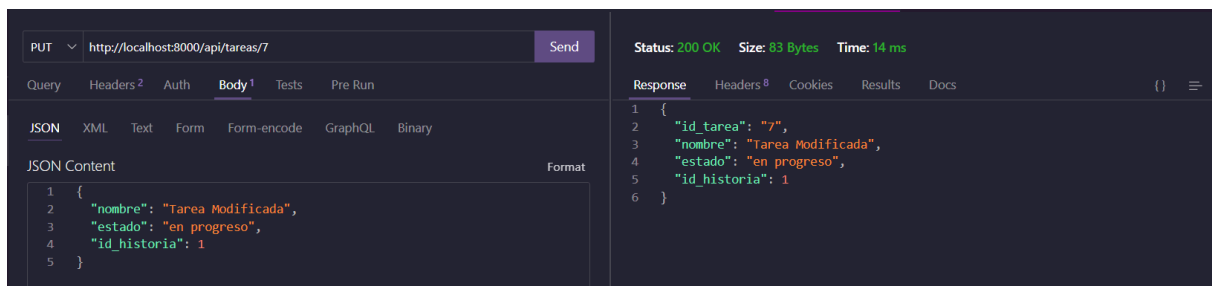 PUT http://localhost:8000/api/tareas/7 Send
Query Headers 2 Auth Body 1 Tests Pre Run
JSON XML Text Form Form-encode GraphQL Binary
JSON Content Format
1 {
2 "nombre": "Tarea Modificada",
3 "estado": "en progreso",
4 "id_historia": 1
5 }
Status: 200 OK Size: 83 Bytes Time: 14 ms
Response Headers 8 Cookies Results Docs {}
1 {
2 "id_tarea": "7",
3 "nombre": "Tarea Modificada",
4 "estado": "en progreso",
5 "id_historia": 1
6 }